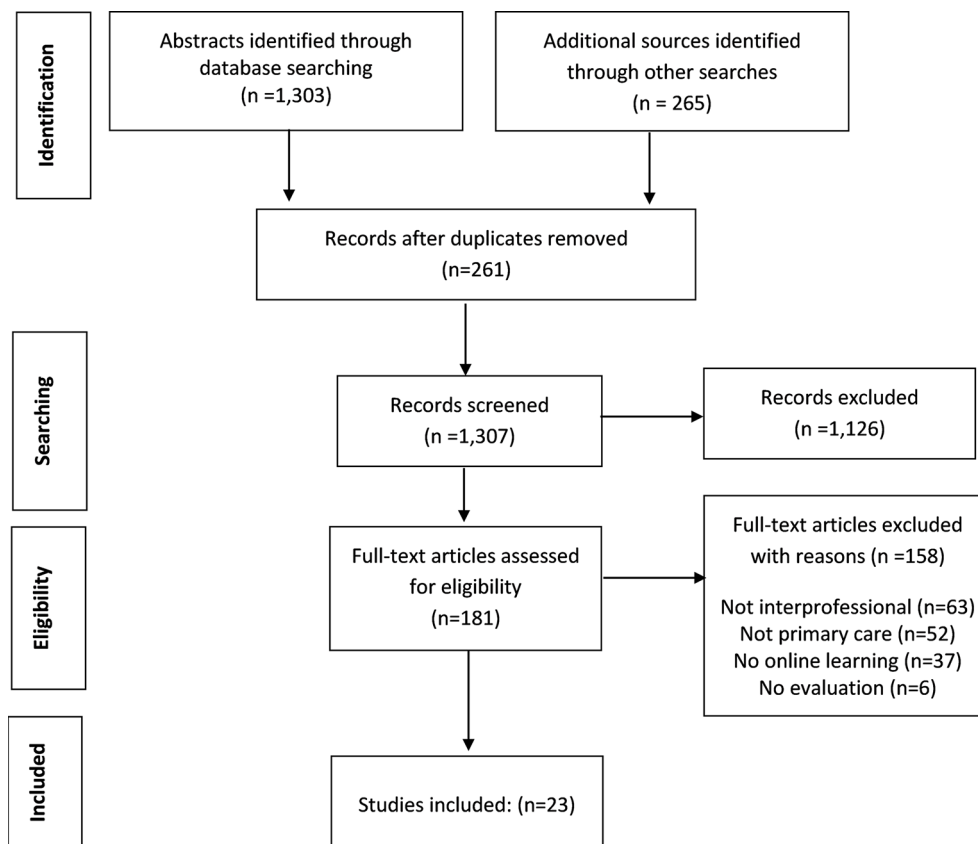 Identification
Abstracts identified through
database searching
(n =1,303)
Additional sources identified
through other searches
(n = 265)
Records after duplicates removed
(n=261)
Searching
Records screened
(n =1,307)
Records excluded
(n =1,126)
Eligibility
Full-text articles assessed
for eligibility
(n=181)
Full-text articles excluded
with reasons (n =158)
Not interprofessional (n=63)
Not primary care (n=52)
No online learning (n=37)
No evaluation (n=6)
Included
Studies included: (n=23)